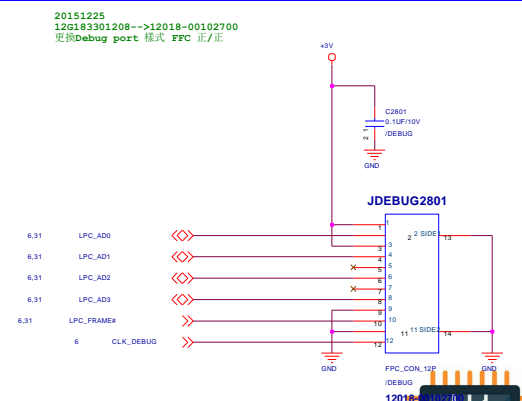 20151225
12G183301208-->12018-00102700
更換Debug port 樣式 FFC 正/正
+3V
C2801
0.1UF/10V
/DEBUG
2 1
GND
JDEBUG2801
1
1
6,31 LPC_AD0 2 2 SIDE1 13
3
3
6,31 LPC_AD1 4
4
5
5
6,31 LPC_AD2 6
6
7
7
6,31 LPC_AD3 8
8
9
9
6,31 LPC_FRAME# 10
10
11 11 SIDE2 14
6 CLK_DEBUG 12
12
GND
GND
FPC_CON_12P
/DEBUG
12018-00102700